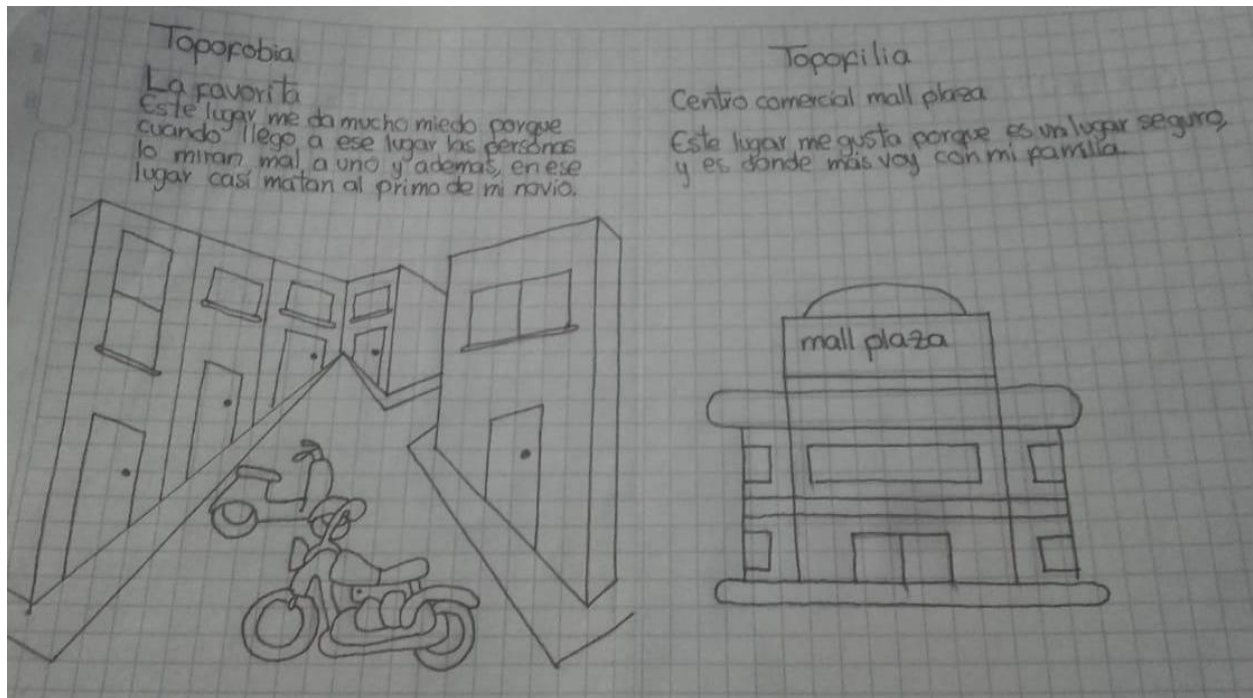 Topofobia
La favorita
Este lugar me da mucho miedo porque
cuando llego a ese lugar las personas
lo miran mal a uno y ademas, en ese
lugar casi matan al primo de mi novio.
Topofilia
Centro comercial mall plaza
Este lugar me gusta porque es un lugar seguro,
y es donde mas voy con mi familia.
mall plaza